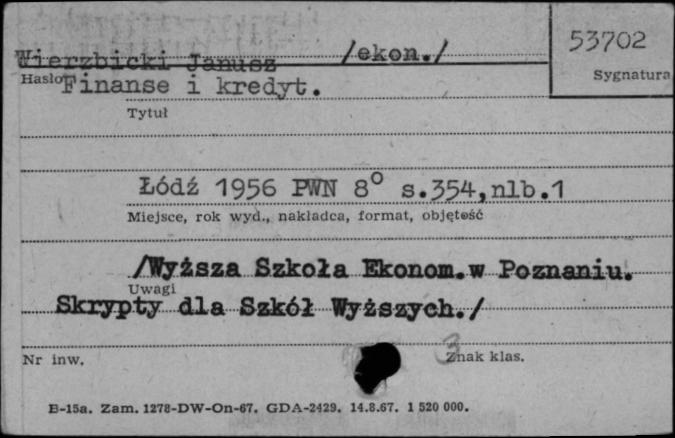 53702
Wierzbicki Janusz /ekon./
Sygnatura
Hasło
Finanse i kredyt.
Tytuł
Łódź 1956 PWN 8° s.354,nlb.1
Miejsce, rok wyd., nakładca, format, objętość
/Wyższa Szkoła Ekonom.w Poznaniu.
Uwagi
Skrypty dla Szkół Wyższych./
3
Nr inw.
Znak klas.
B-15a. Zam. 1278-DW-On-67. GDA-2429. 14.8.67. 1 520 000.